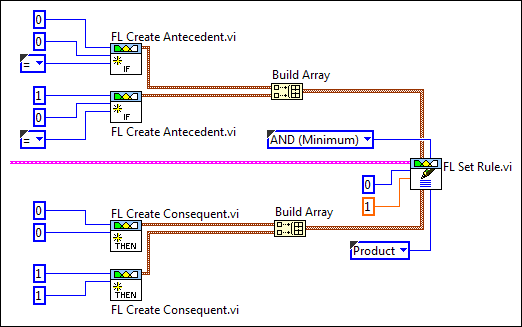 0
FL Create Antecedent.vi
0
=
IF
Build Array
1
0
IF
=
FL Create Antecedent.vi
AND (Minimum)
FL Set Rule.vi
0
1
0
FL Create Consequent.vi
0
THEN
Build Array
Product
1
1
THEN
FL Create Consequent.vi